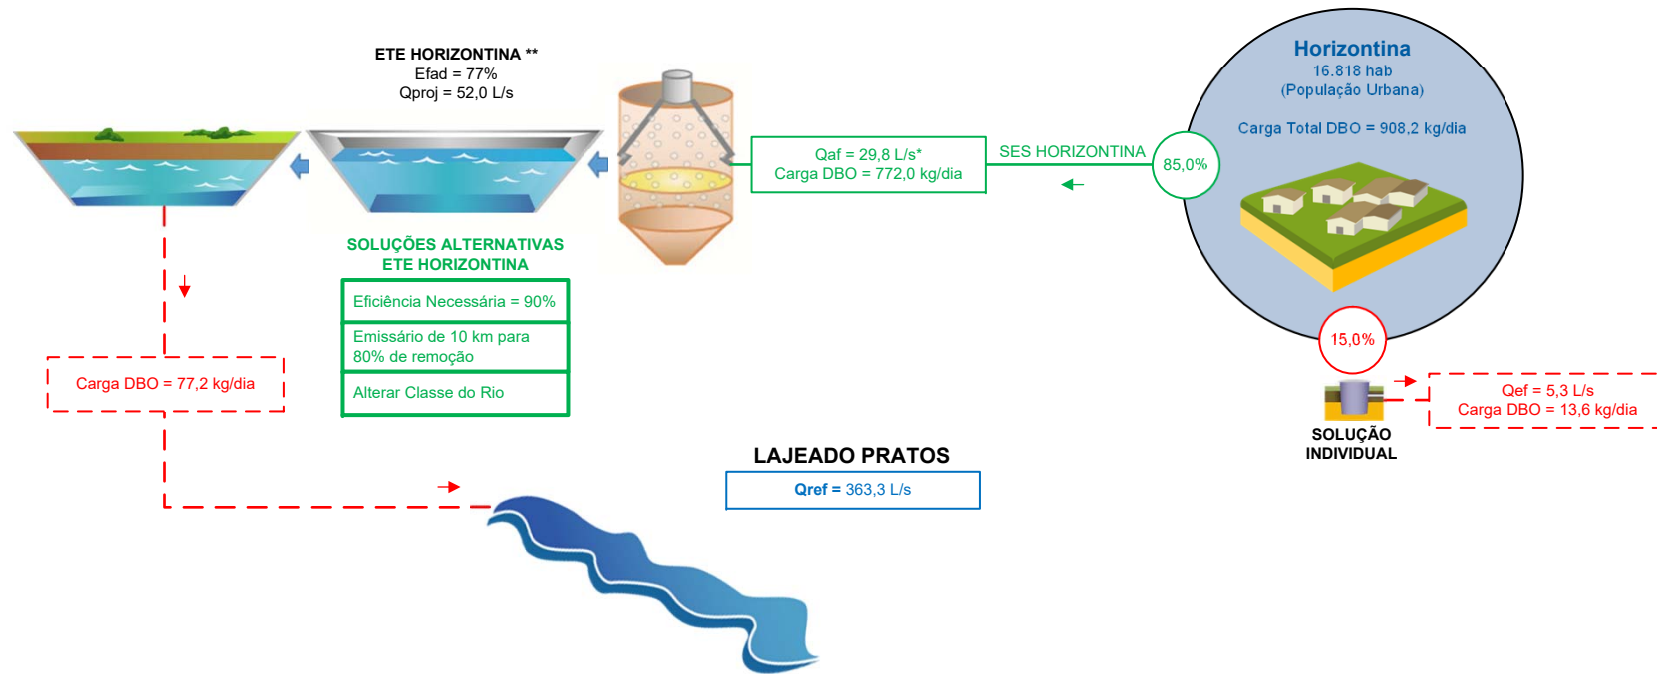 ETE HORIZONTINA **
Efad = 77%
Qproj = 52,0 L/s
Horizontina
16.818 hab
(População Urbana)
Carga Total DBO = 908,2 kg/dia
85,0%
SES HORIZONTINA
Qaf = 29,8 L/s*
Carga DBO = 772,0 kg/dia
SOLUÇÕES ALTERNATIVAS
ETE HORIZONTINA
Eficiência Necessária = 90%
Emissário de 10 km para
80% de remoção
Alterar Classe do Rio
15,0%
SOLUÇÃO
INDIVIDUAL
Qef = 5,3 L/s
Carga DBO = 13,6 kg/dia
Carga DBO = 77,2 kg/dia
LAJEADO PRATOS
Qref = 363,3 L/s